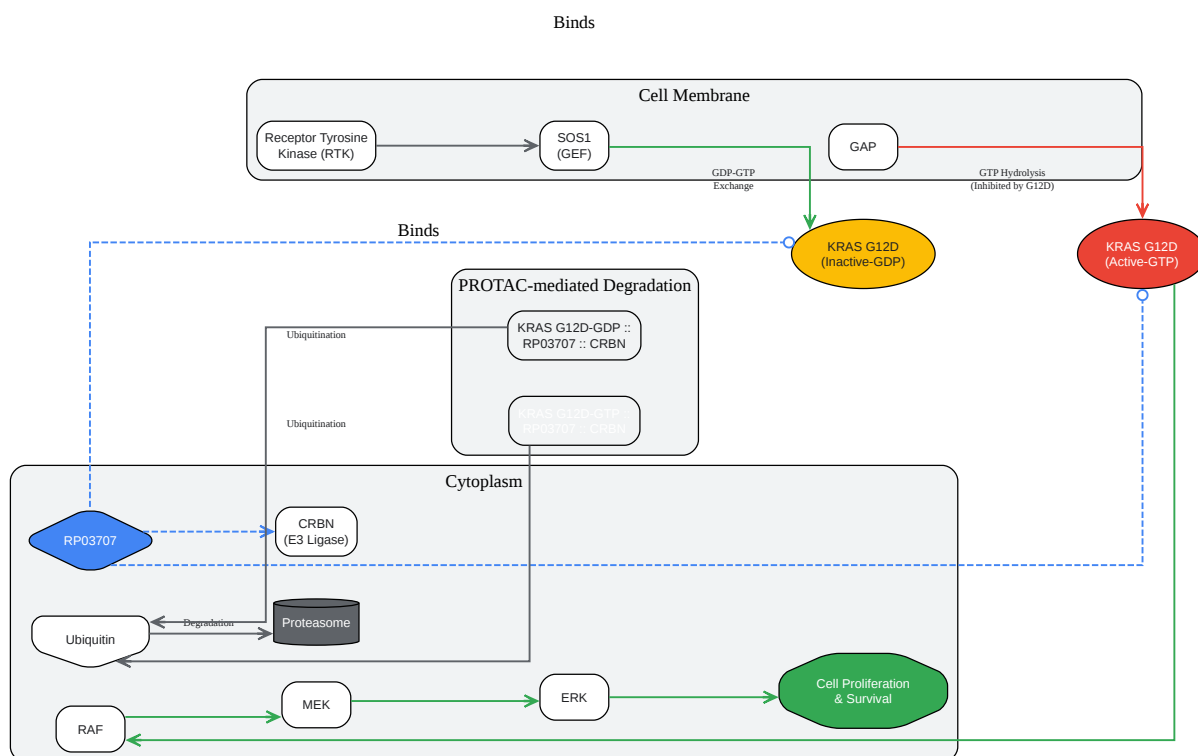 Binds
Cell Membrane
Receptor Tyrosine
Kinase (RTK)
SOS1
(GEF)
GAP
GDP-GTP
Exchange
GTP Hydrolysis
(Inhibited by G12D)
Binds
KRAS G12D
(Inactive-GDP)
KRAS G12D
(Active-GTP)
PROTAC-mediated Degradation
KRAS G12D-GDP ::
RP03707 :: CRBN
Ubiquitination
KRAS G12D-GTP ::
RP03707 :: CRBN
Ubiquitination
Cytoplasm
RP03707
CRBN
(E3 Ligase)
Ubiquitin
Degradation
Proteasome
RAF
MEK
ERK
Cell Proliferation
& Survival